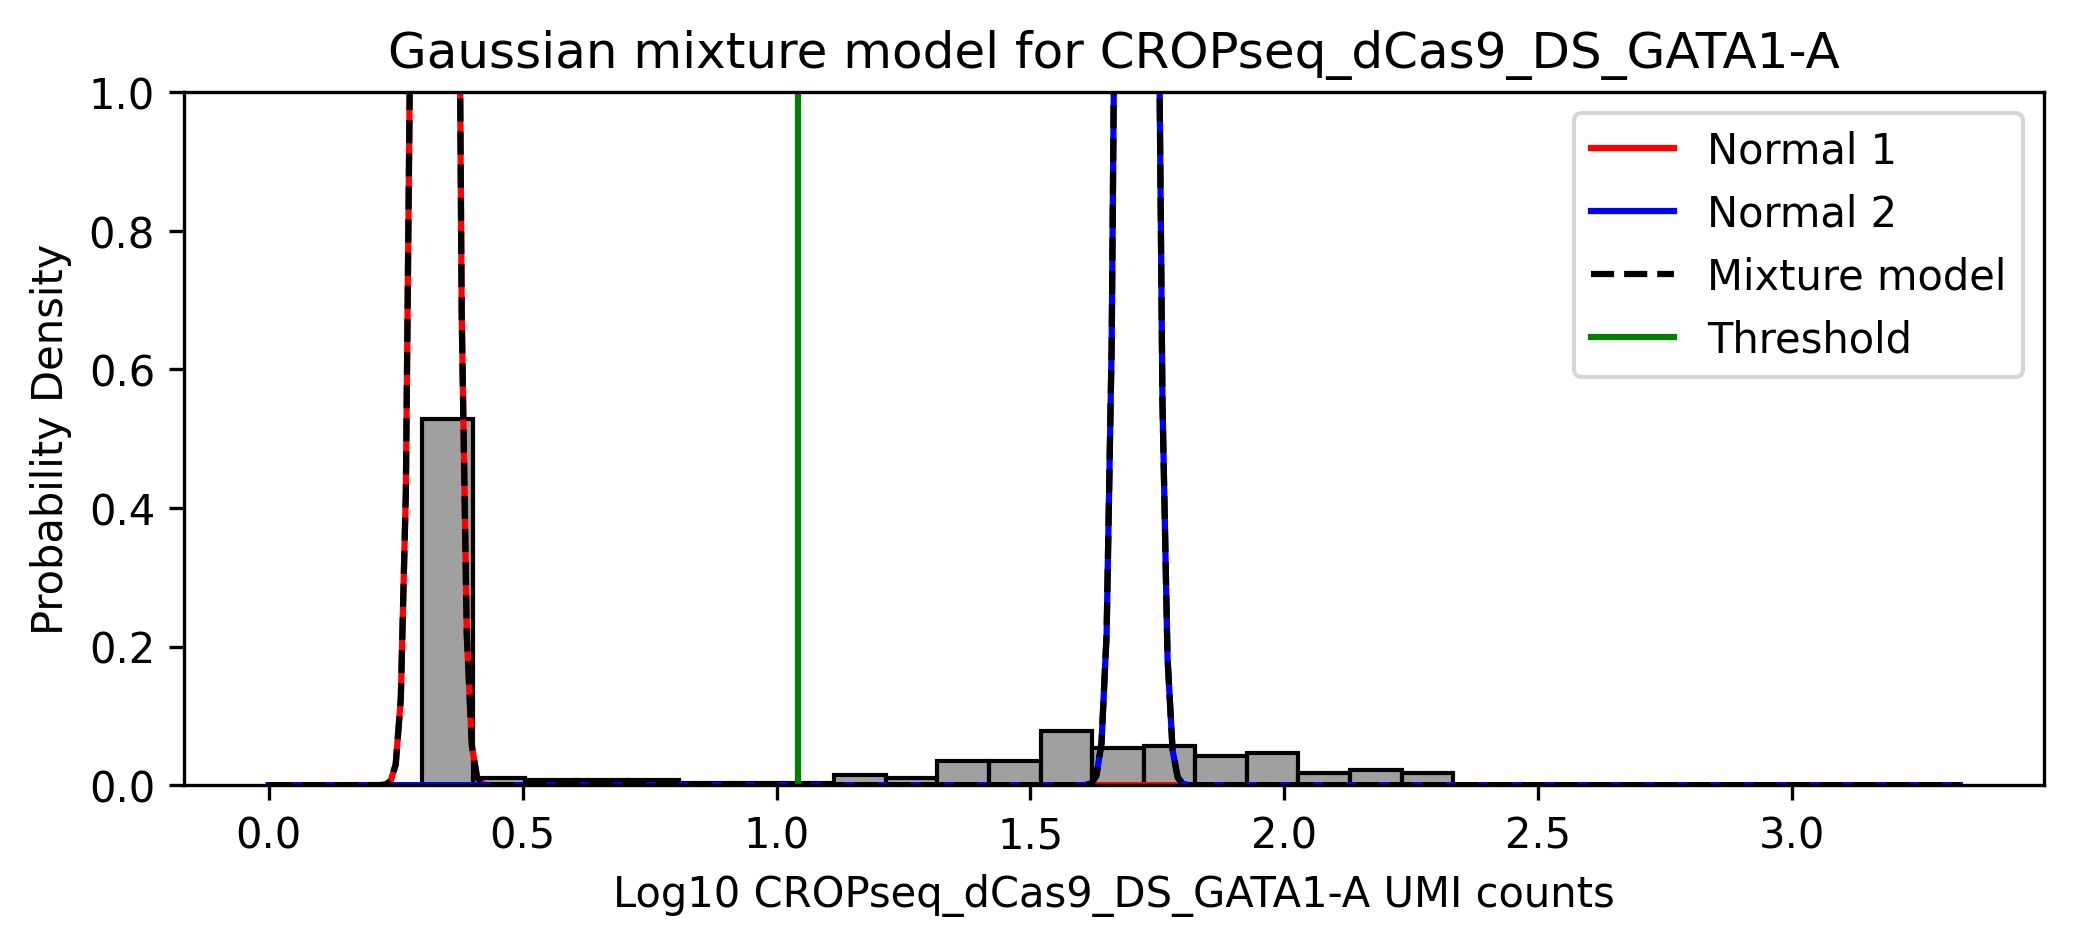 Gaussian mixture model for CROPseq_dCas9_DS_GATA1-A
1.0
0.8
0.6
0.4
0.2
0.0
Probability Density
Normal 1
Normal 2
Mixture model
Threshold
0.0 0.5 1.0 1.5 2.0 2.5 3.0
Log10 CROPseq_dCas9_DS_GATA1-A UMI counts